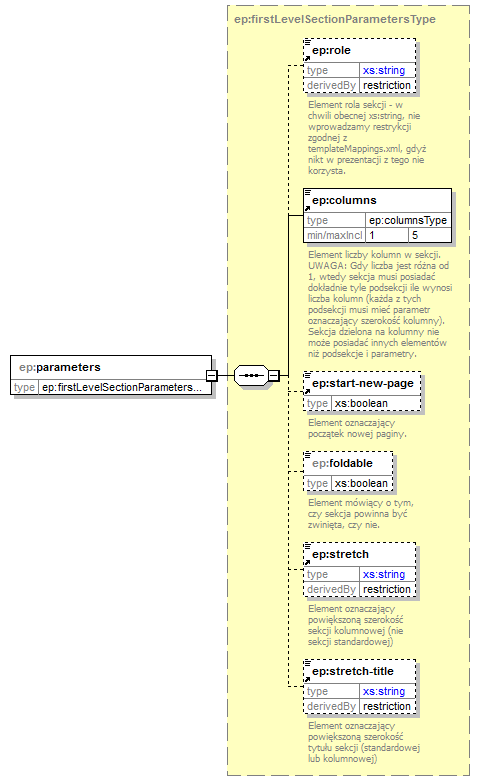 ep:firstLevelSectionParametersType
ep:role
type xs:string
derivedBy restriction
Element rola sekcji - w
chwili obecnej xs:string, nie
wprowadzamy restrykcji
zgodnej z
templateMappings.xml, gdyż
nikt w prezentacji z tego nie
korzysta.
ep:columns
type ep:columnsType
min/maxIncl 1 5
Element liczby kolumn w sekcji.
UWAGA: Gdy liczba jest różna od
1, wtedy sekcja musi posiadać
dokładnie tyle podsekcji ile wynosi
liczba kolumn (każda z tych
podsekcji musi mieć parametr
oznaczający szerokość kolumny).
Sekcja dzielona na kolumny nie
może posiadać innych elementów
niż podsekcje i parametry.
ep:parameters
type ep:firstLevelSectionParameters...
ep:start-new-page
type xs:boolean
Element oznaczający
początek nowej paginy.
ep:foldable
type xs:boolean
Element mówiący o tym,
czy sekcja powinna być
zwinięta, czy nie.
ep:stretch
type xs:string
derivedBy restriction
Element oznaczający
powiększoną szerokość
sekcji kolumnowej (nie
sekcji standardowej)
ep:stretch-title
type xs:string
derivedBy restriction
Element oznaczający
powiększoną szerokość
tytułu sekcji (standardowej
lub kolumnowej)